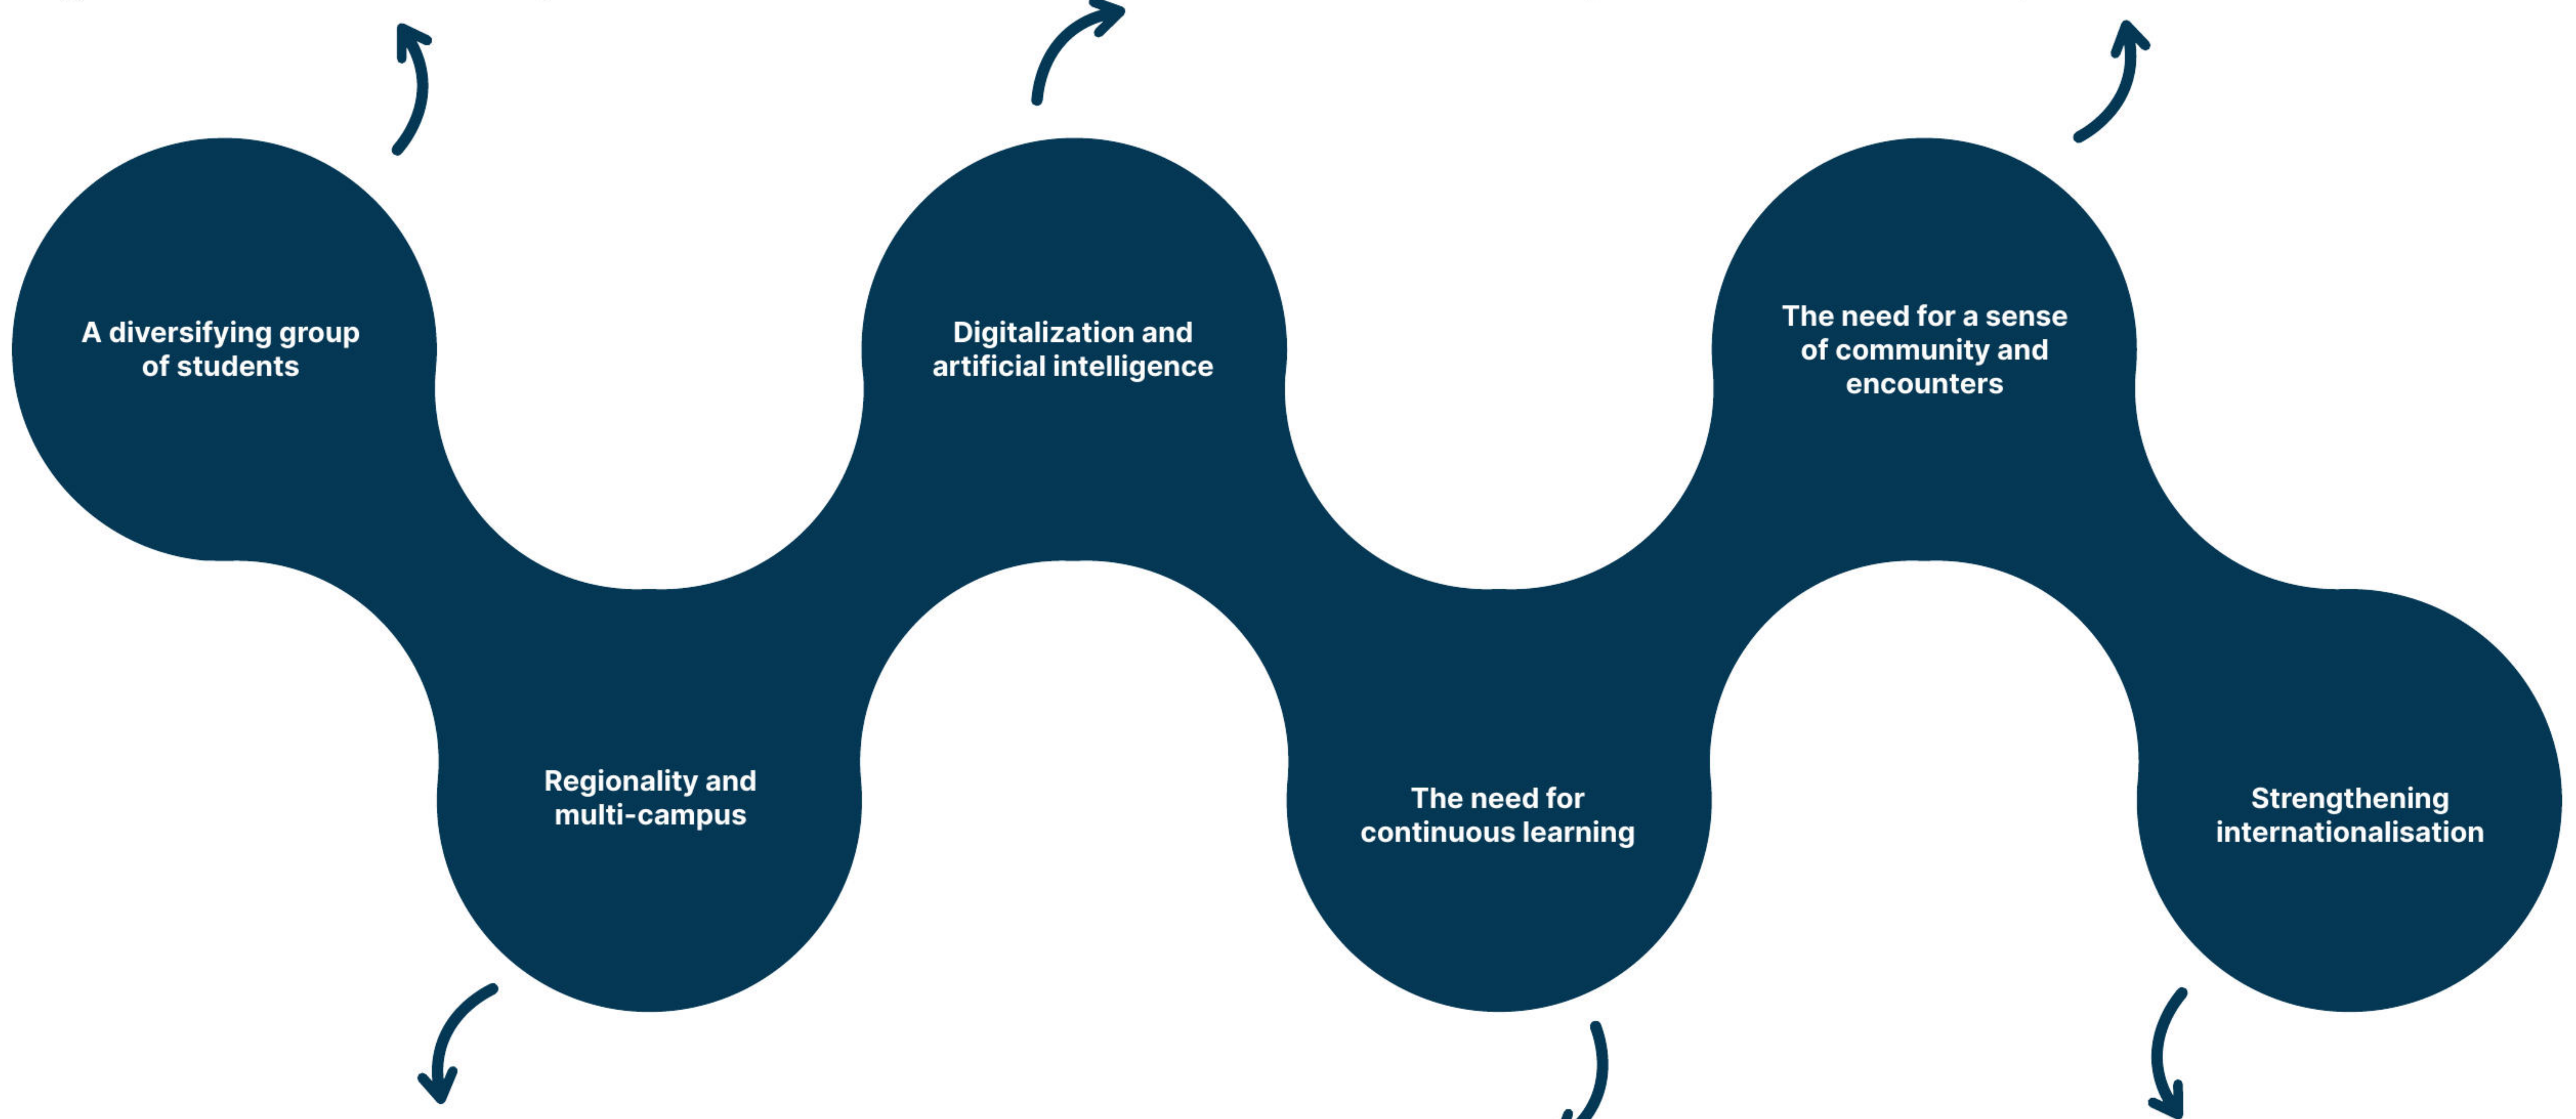 A diversifying group
of students
Regionality and
multi-campus
Digitalization and
artificial intelligence
The need for
continuous learning
The need for a sense
of community and
encounters
Strengthening
internationalisation